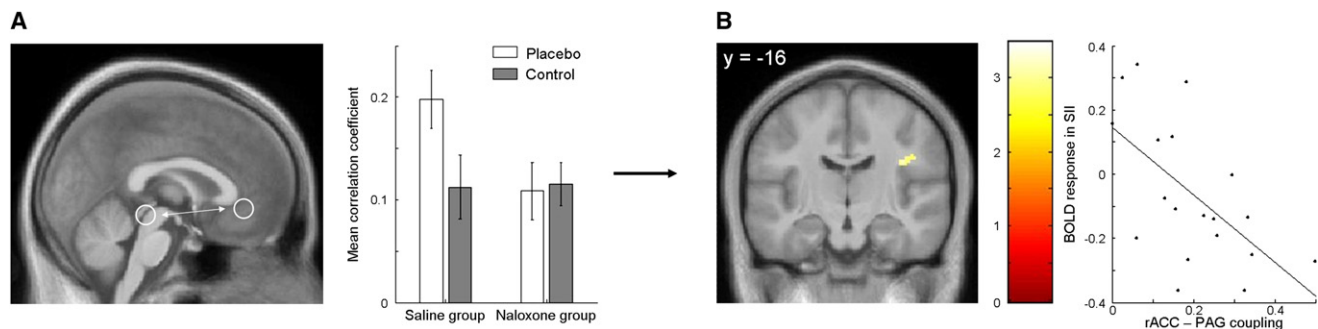 A
Mean correlation coefficient
0.2
0.1
0
Placebo
Control
Saline group
Naloxone group
B
y = -16
3
2
1
0
BOLD response in SII
0.4
0.2
0
-0.2
-0.4
0
0.2
0.4
rACC – PAG coupling